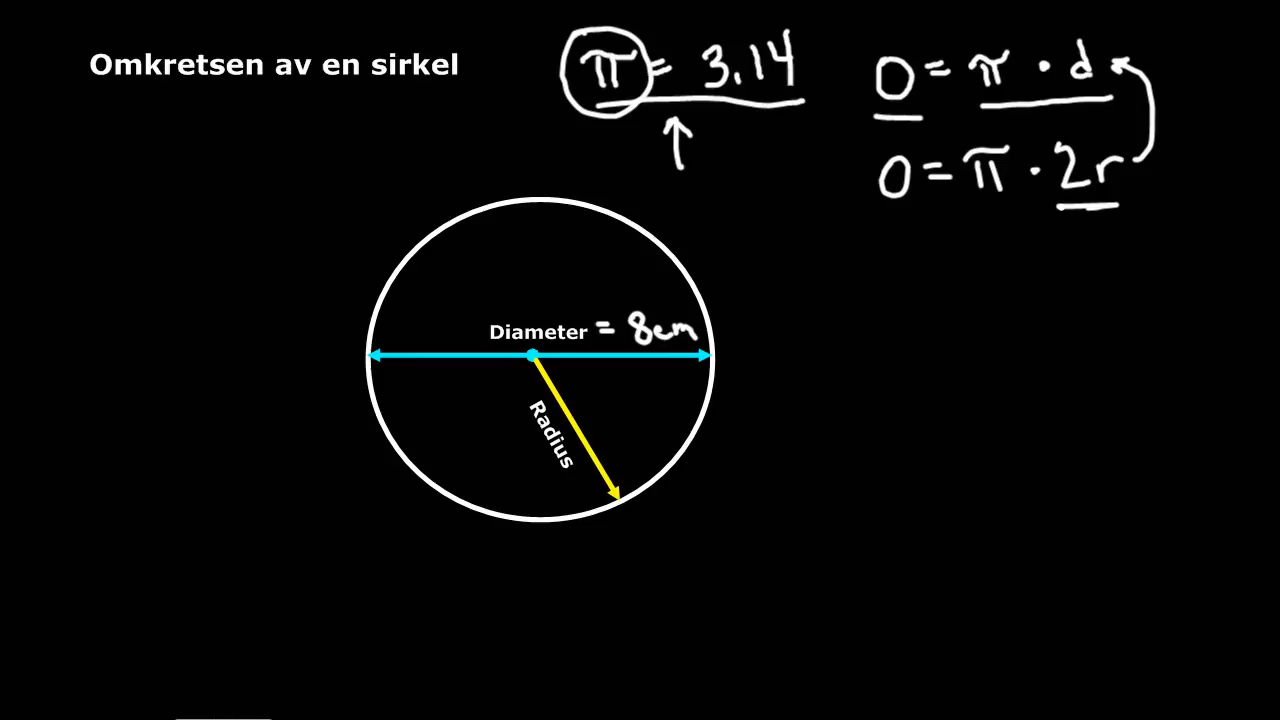 Omkretsen av en sirkel
π = 3.14
O = π · d
O = π · 2r
Diameter = 8cm
Radius